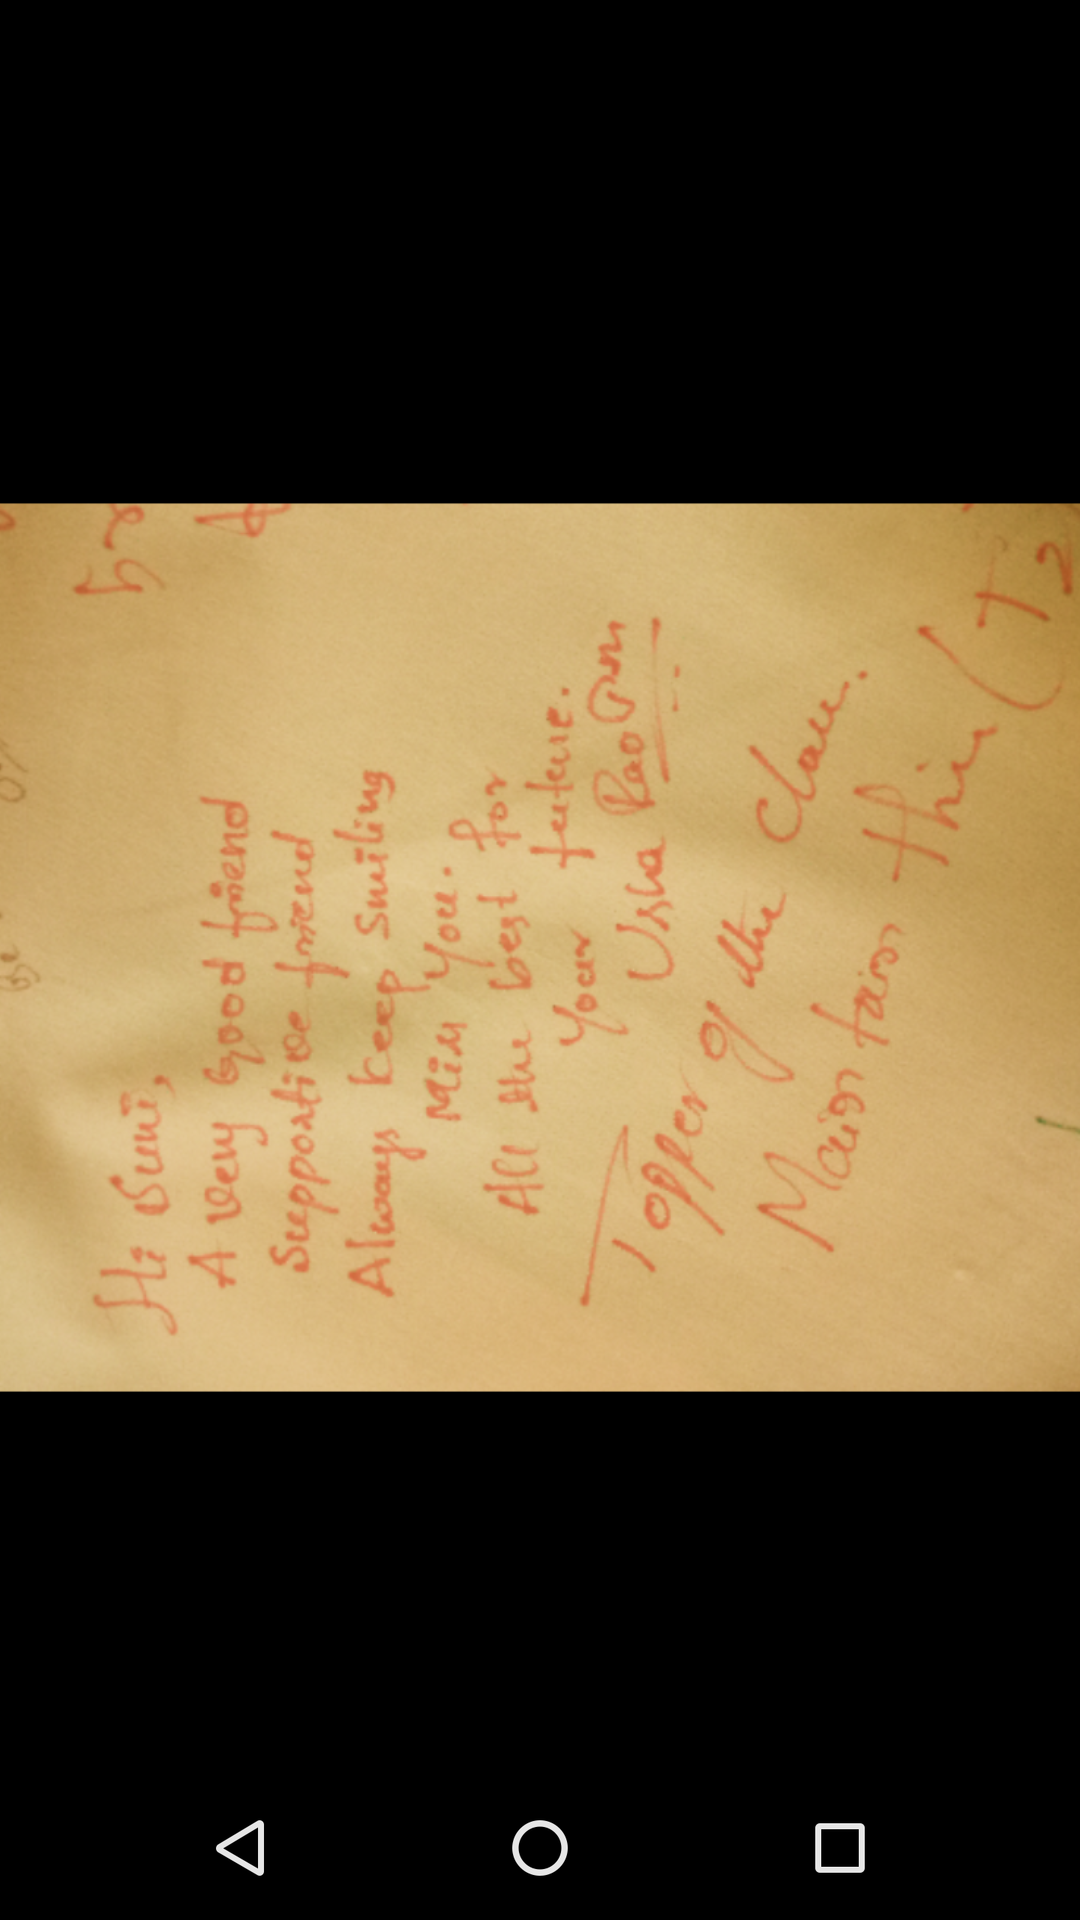 Hi Sumi,
A very good friend
Supportive friend
Always keep smiling
Miss you.
All the best for
your future.
Usha Rao
Topper of the class.
Maintain this (